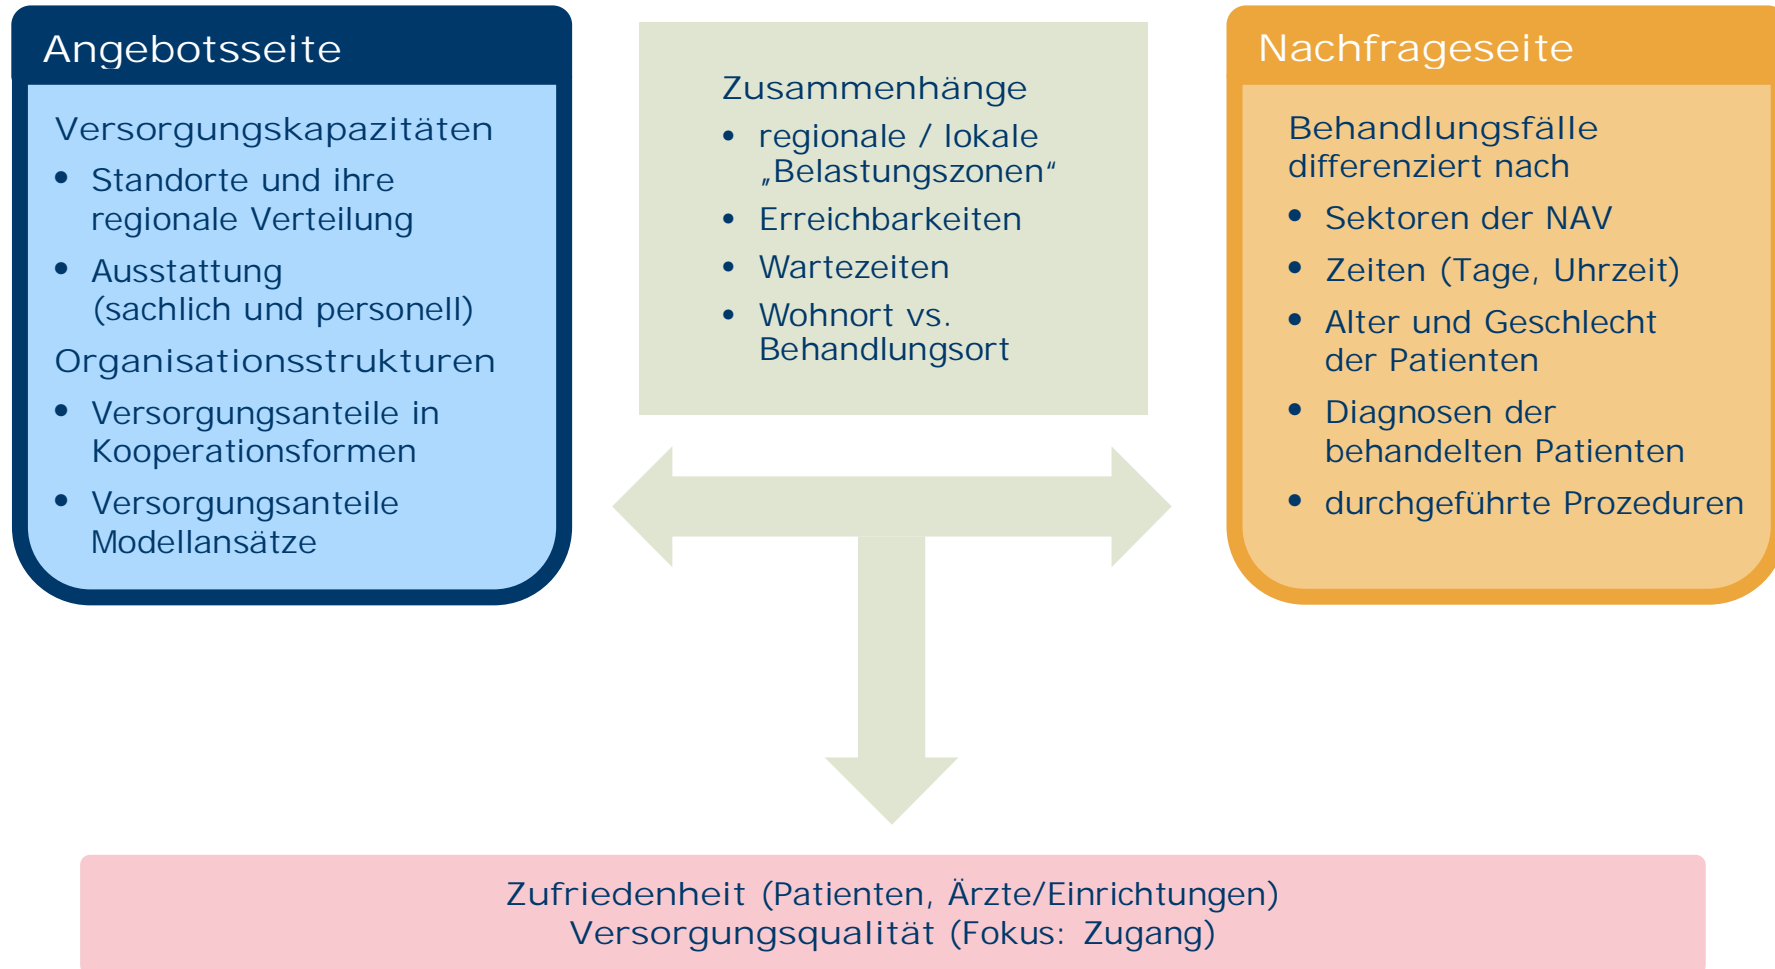 Angebotsseite
Versorgungskapazitäten
• Standorte und ihre
regionale Verteilung
• Ausstattung
(sachlich und personell)
Organisationsstrukturen
• Versorgungsanteile in
Kooperationsformen
• Versorgungsanteile
Modellansätze
Zusammenhänge
• regionale / lokale
„Belastungszonen“
• Erreichbarkeiten
• Wartezeiten
• Wohnort vs.
Behandlungsort
Nachfrageseite
Behandlungsfälle
differenziert nach
• Sektoren der NAV
• Zeiten (Tage, Uhrzeit)
• Alter und Geschlecht
der Patienten
• Diagnosen der
behandelten Patienten
• durchgeführte Prozeduren
Zufriedenheit (Patienten, Ärzte/Einrichtungen)
Versorgungsqualität (Fokus: Zugang)